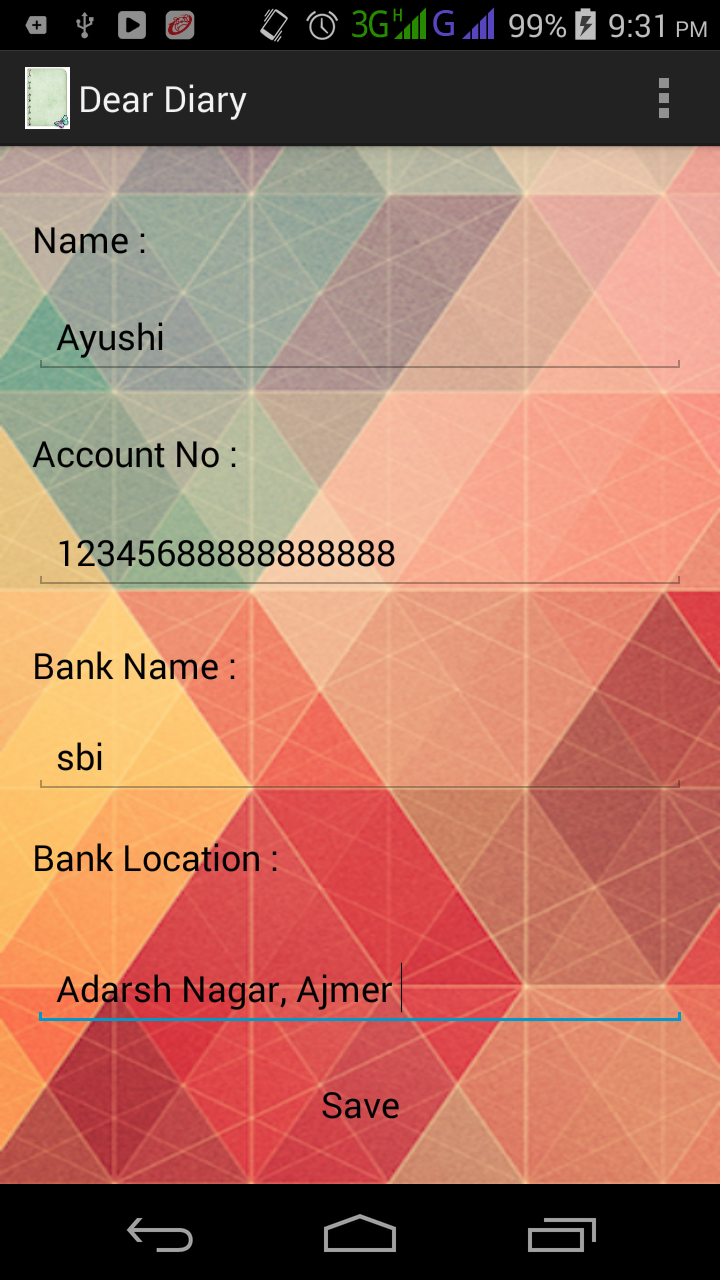 3G H G 99% 9:31 PM
Dear Diary
Name :
Ayushi
Account No :
12345688888888888
Bank Name :
sbi
Bank Location :
Adarsh Nagar, Ajmer
Save